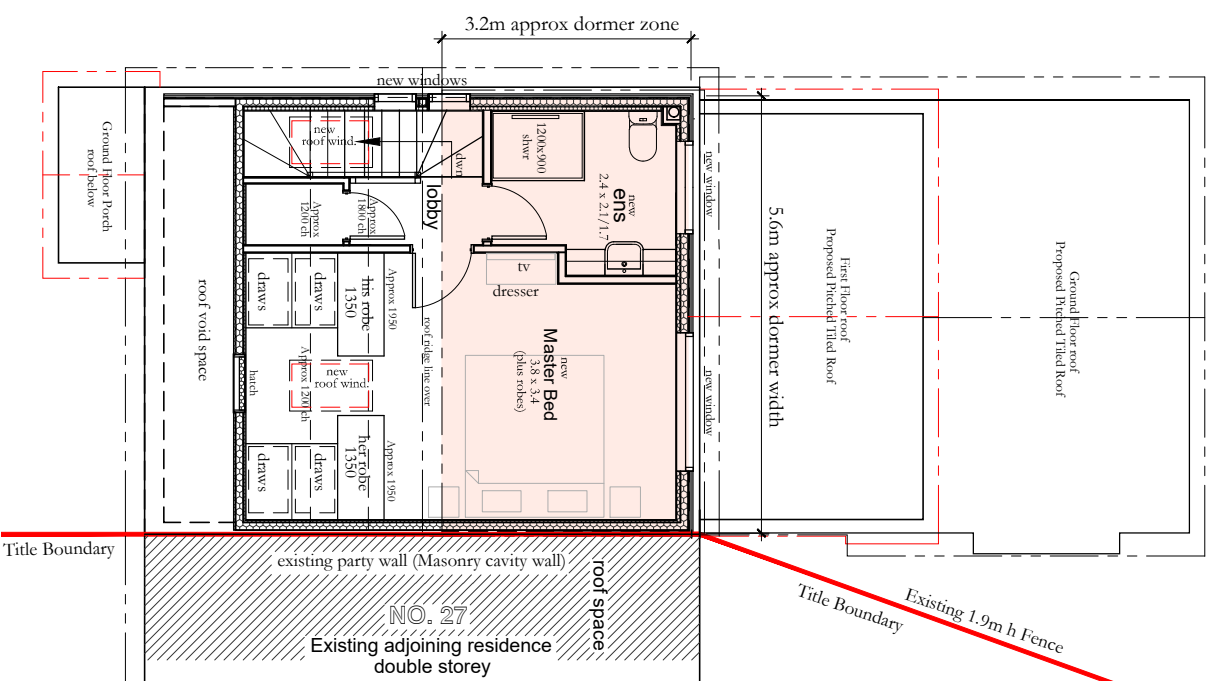 3.2m approx dormer zone
new windows
new
roof wind.
dwn
1200x900
shwr
new
ens
2.4 x 2.1/1.7
new window
lobby
Approx
1200 ch
Approx
1800 ch
Ground Floor Porch
roof below
roof void space
draws
draws
his robe
1350
Approx 1950
tv
dresser
roof ridge line over
new
Master Bed
3.8 x 3.4
(plus robes)
hatch
Approx 1200 ch
new
roof wind.
new window
draws
draws
her robe
1350
Approx 1950
5.6m approx dormer width
First Floor roof
Proposed Pitched Tiled Roof
Ground Floor roof
Proposed Pitched Tiled Roof
Title Boundary
existing party wall (Masonry cavity wall)
roof space
NO. 27
Existing adjoining residence
double storey
Title Boundary
Existing 1.9m h Fence